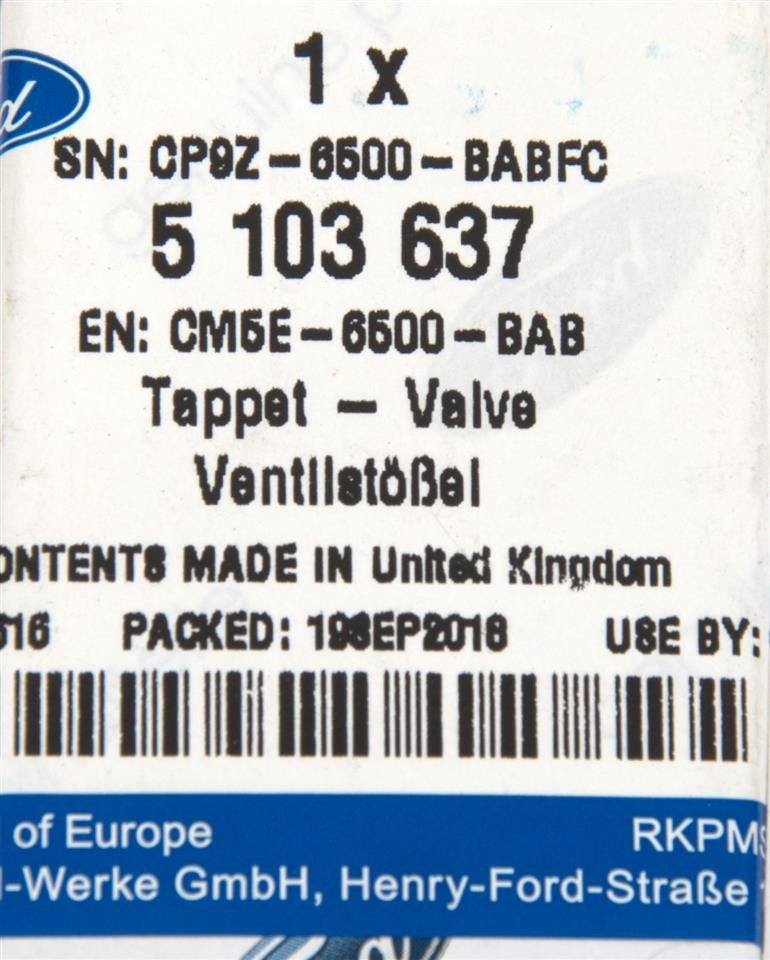 1 x
SN: CP9Z-6500-BABFC
5 103 637
EN: CM5E-6500-BAB
Tappet - Valve
Ventilstößel
ONTENTS MADE IN United Kingdom
516 PACKED: 19SEP2016 USE BY:
of Europe RKPMS
-Werke GmbH, Henry-Ford-Straße